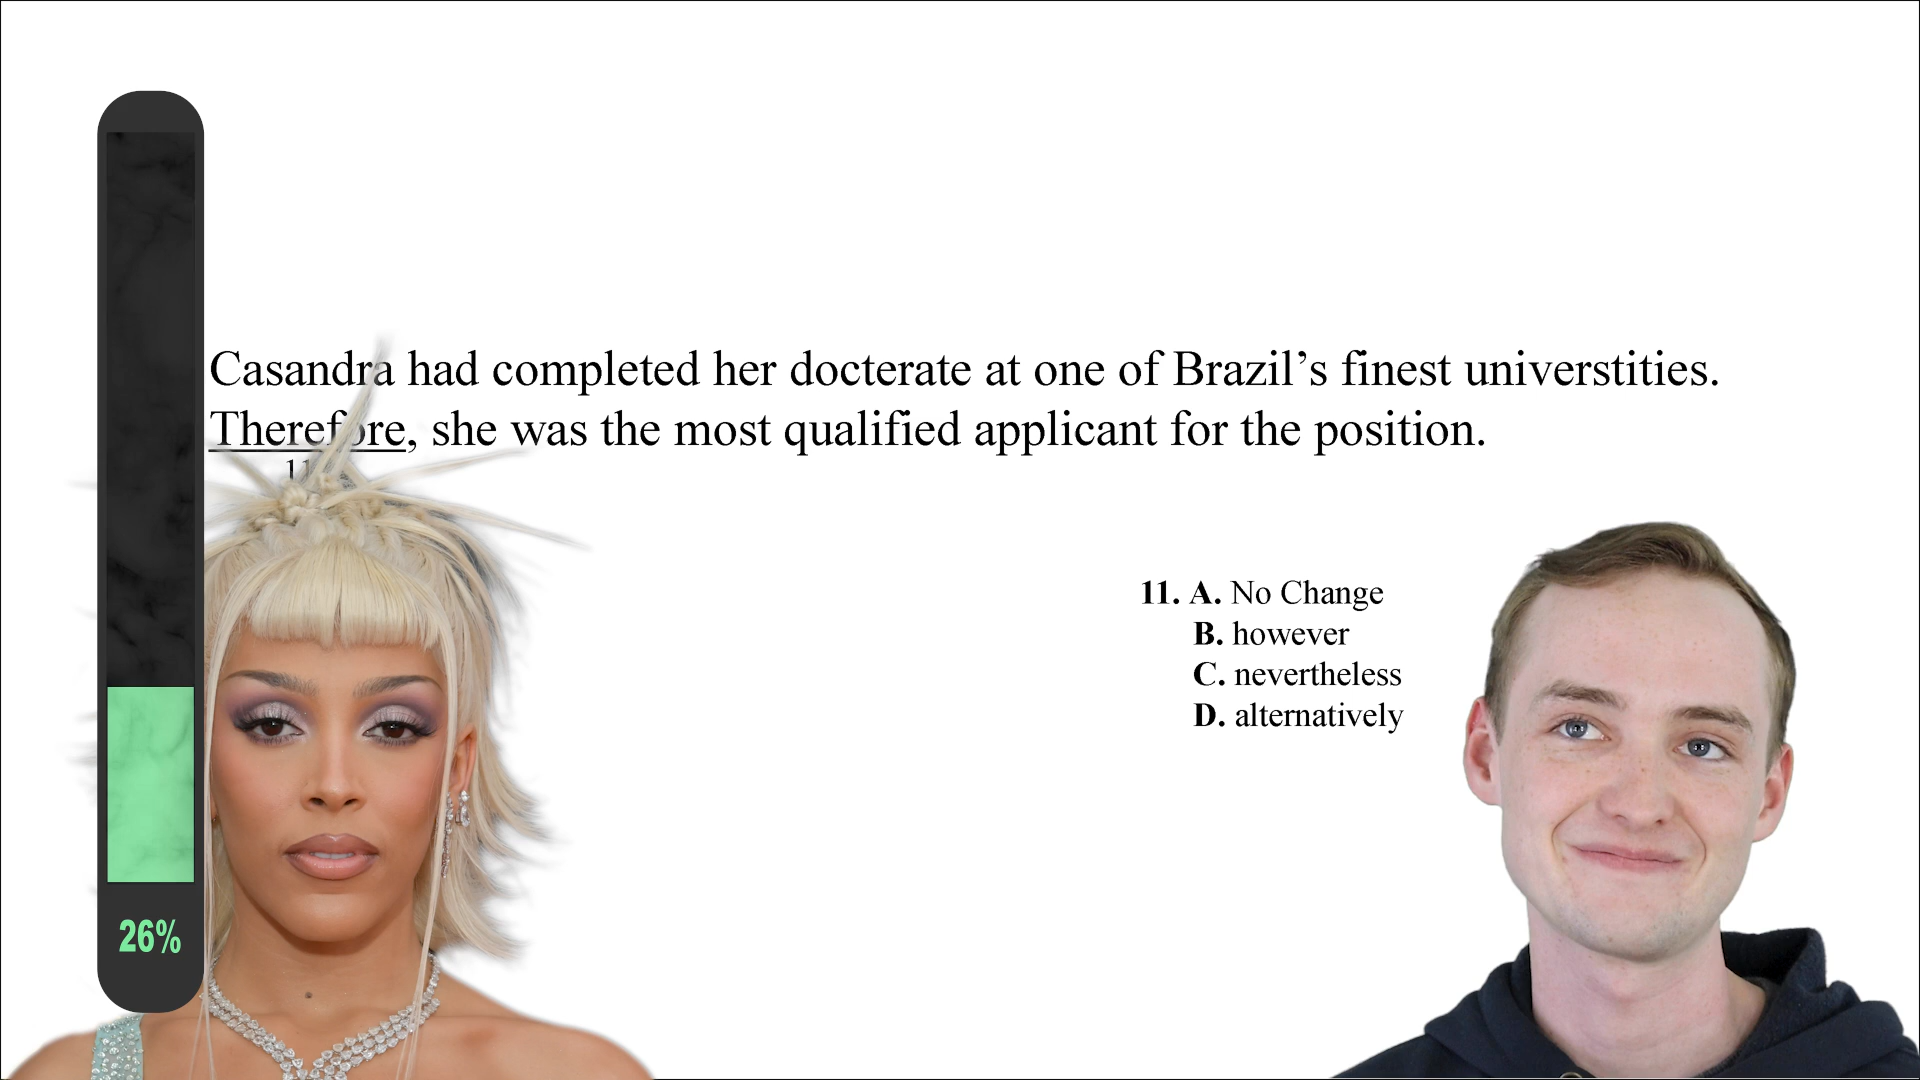 Casandra had completed her docterate at one of Brazil’s finest universtities.
Therefore, she was the most qualified applicant for the position.
11
11. A. No Change
B. however
C. nevertheless
D. alternatively
26%